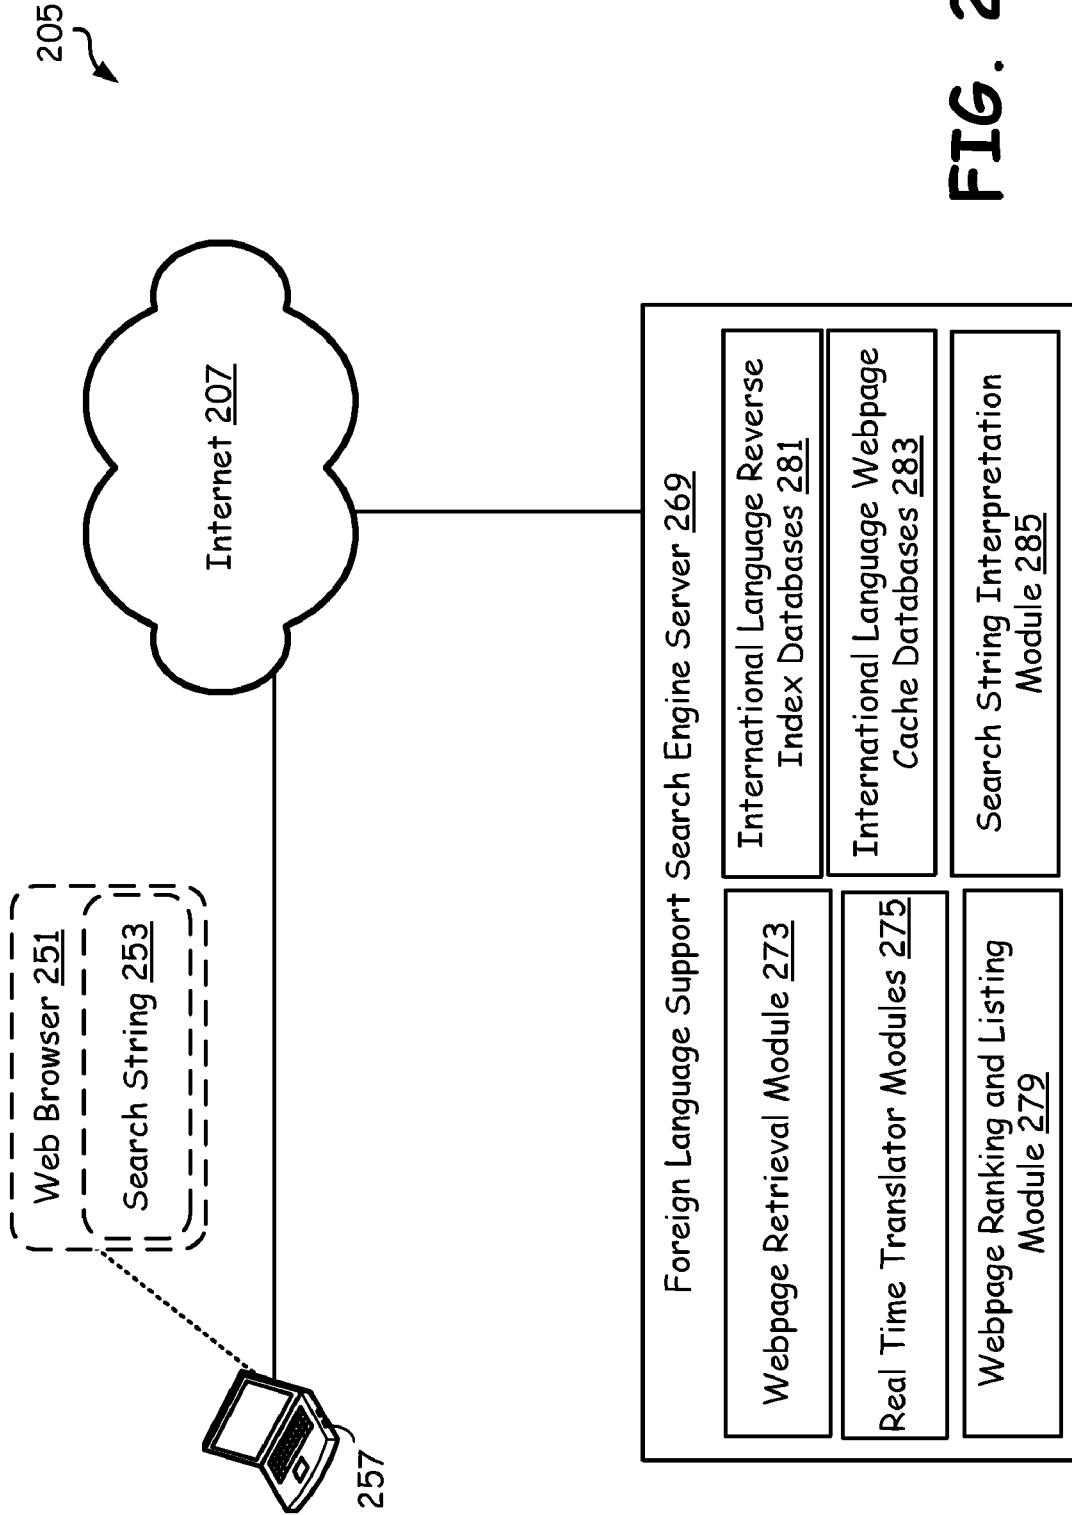 205
Web Browser 251
Search String 253
Internet 207
257
Foreign Language Support Search Engine Server 269
Webpage Retrieval Module 273
International Language Reverse
Index Databases 281
Real Time Translator Modules 275
International Language Webpage
Cache Databases 283
Webpage Ranking and Listing
Module 279
Search String Interpretation
Module 285
FIG. 2